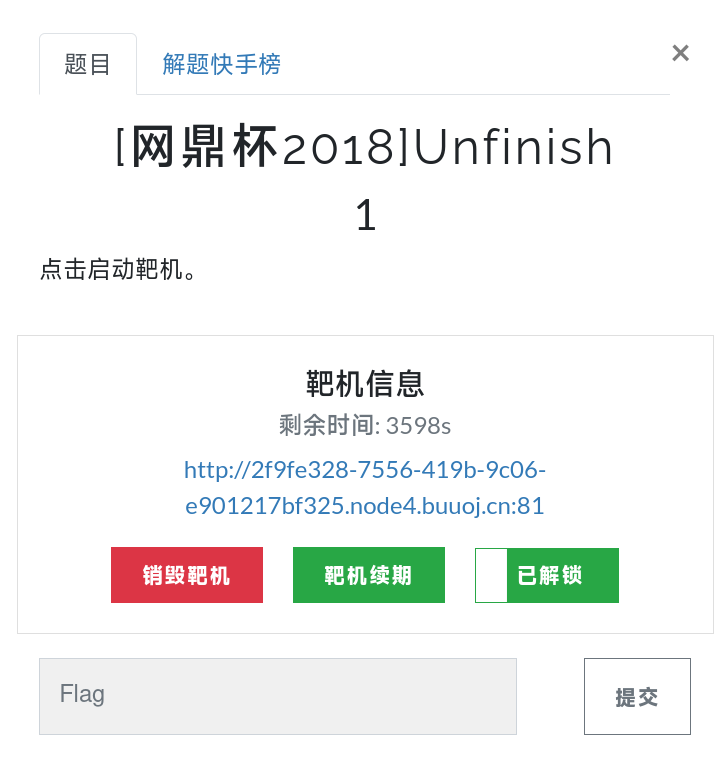 题目 解题快手榜 ×
[网鼎杯2018]Unfinish
1
点击启动靶机。
靶机信息
剩余时间: 3598s
http://2f9fe328-7556-419b-9c06-
e901217bf325.node4.buuoj.cn:81
销毁靶机 靶机续期 已解锁
Flag 提交